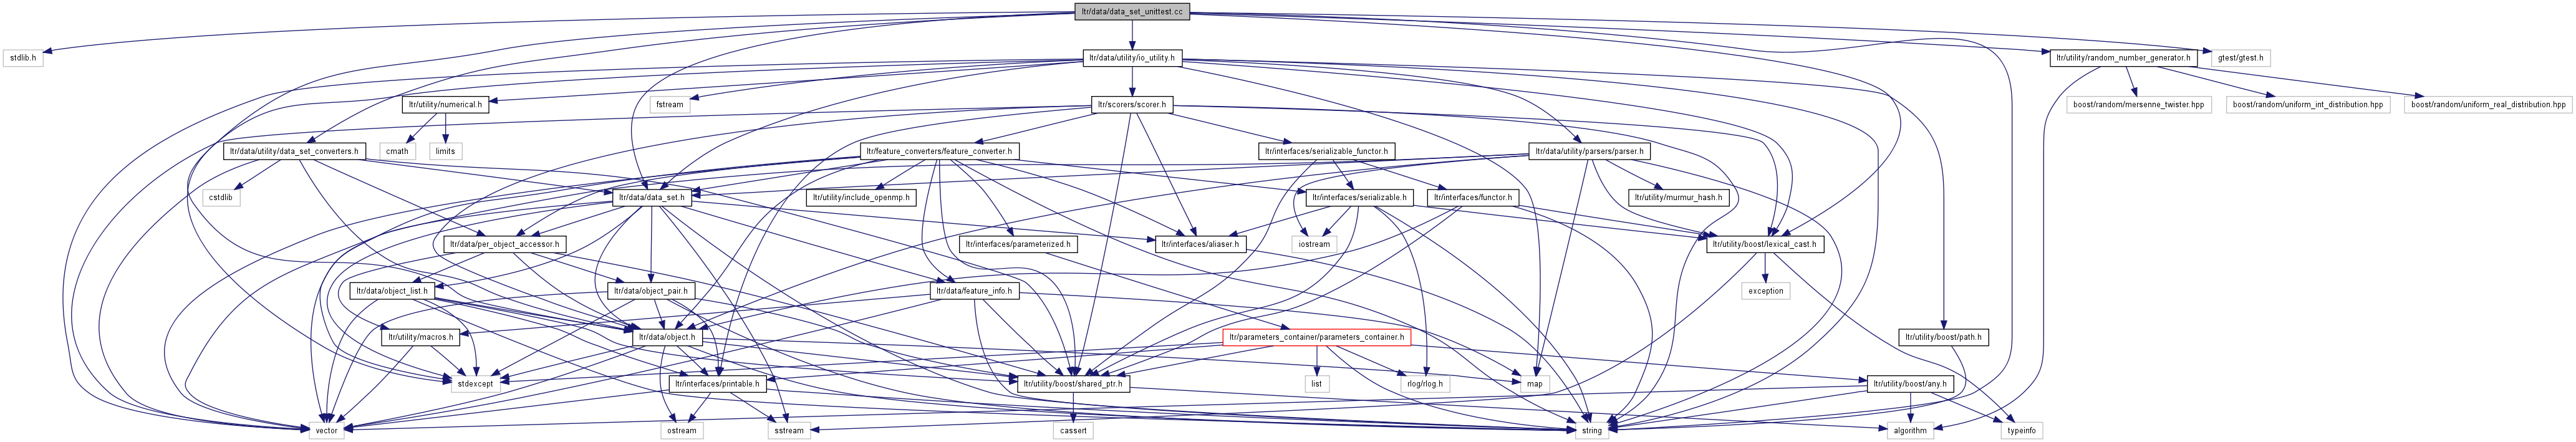 ltr/data/data_set_unittest.cc
stdlib.h
ltr/data/utility/io_utility.h
ltr/utility/random_number_generator.h
gtest/gtest.h
ltr/utility/numerical.h
fstream
ltr/scorers/scorer.h
boost/random/mersenne_twister.hpp
boost/random/uniform_int_distribution.hpp
boost/random/uniform_real_distribution.hpp
ltr/data/utility/data_set_converters.h
cmath
limits
ltr/feature_converters/feature_converter.h
ltr/interfaces/serializable_functor.h
ltr/data/utility/parsers/parser.h
cstdlib
ltr/data/data_set.h
ltr/utility/include_openmp.h
ltr/interfaces/serializable.h
ltr/interfaces/functor.h
ltr/utility/murmur_hash.h
ltr/data/per_object_accessor.h
ltr/interfaces/parameterized.h
ltr/interfaces/aliaser.h
iostream
ltr/utility/boost/lexical_cast.h
ltr/data/object_list.h
ltr/data/object_pair.h
ltr/data/feature_info.h
exception
ltr/utility/macros.h
ltr/data/object.h
ltr/parameters_container/parameters_container.h
ltr/utility/boost/path.h
stdexcept
ltr/interfaces/printable.h
ltr/utility/boost/shared_ptr.h
list
rlog/rlog.h
map
ltr/utility/boost/any.h
vector
ostream
sstream
cassert
string
algorithm
typeinfo